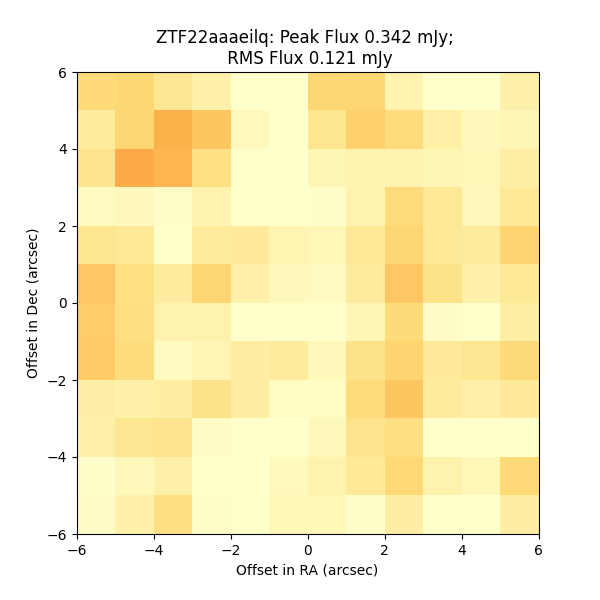 ZTF22aaaeilq: Peak Flux 0.342 mJy;
RMS Flux 0.121 mJy
6
4
2
0
−2
−4
−6
Offset in Dec (arcsec)
−6 −4 −2 0 2 4 6
Offset in RA (arcsec)